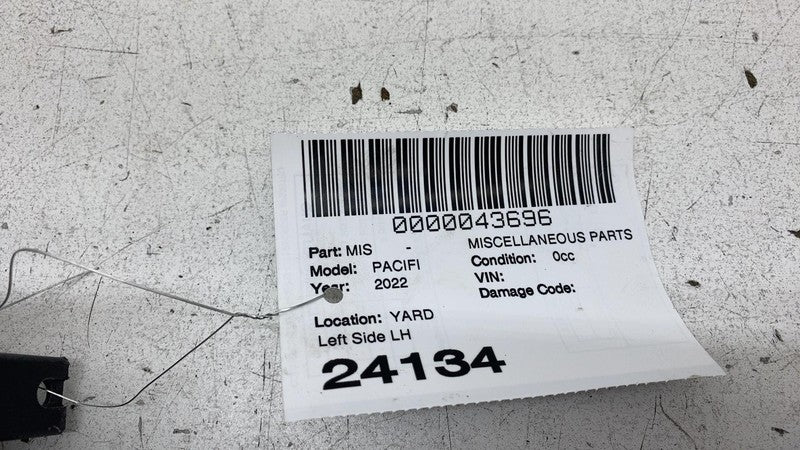 0000043696
Part: MIS - MISCELLANEOUS PARTS
Model: PACIFI Condition: 0cc
Year: 2022 VIN:
Damage Code:
Location: YARD
Left Side LH
24134